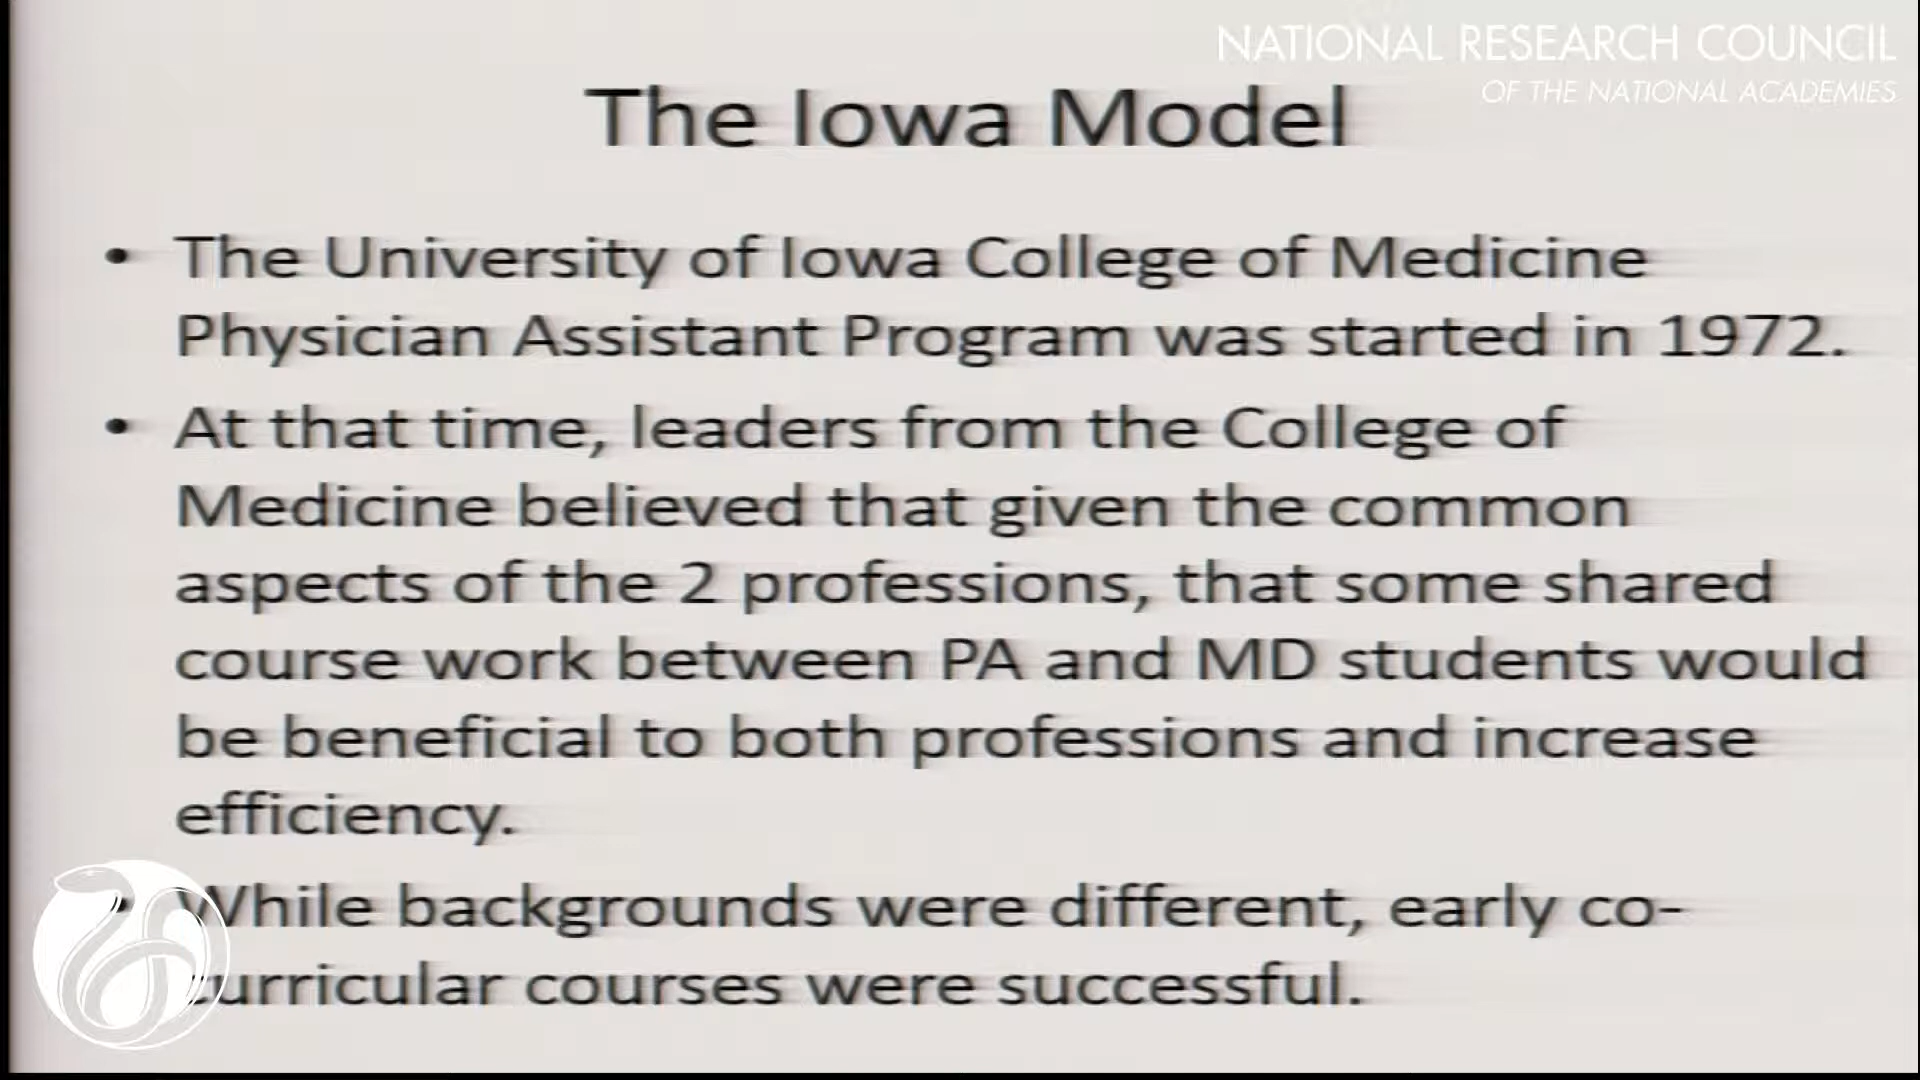 NATIONAL RESEARCH COUNCIL
OF THE NATIONAL ACADEMIES
The Iowa Model
• The University of Iowa College of Medicine
Physician Assistant Program was started in 1972.
• At that time, leaders from the College of
Medicine believed that given the common
aspects of the 2 professions, that some shared
course work between PA and MD students would
be beneficial to both professions and increase
efficiency.
• While backgrounds were different, early co-
curricular courses were successful.